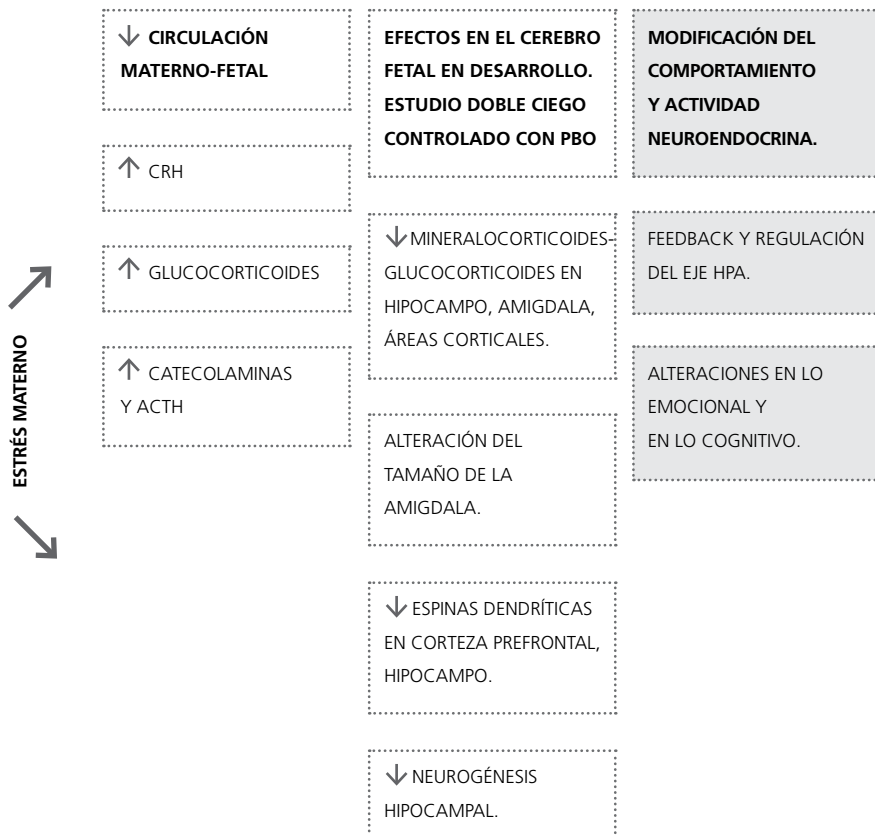 ESTRÉS MATERNO
↓ CIRCULACIÓN
MATERNO-FETAL
↑ CRH
↑ GLUCOCORTICOIDES
↑ CATECOLAMINAS
Y ACTH
EFECTOS EN EL CEREBRO
FETAL EN DESARROLLO.
ESTUDIO DOBLE CIEGO
CONTROLADO CON PBO
↓ MINERALOCORTICOIDES-
GLUCOCORTICOIDES EN
HIPOCAMPO, AMIGDALA,
ÁREAS CORTICALES.
ALTERACIÓN DEL
TAMAÑO DE LA
AMIGDALA.
↓ ESPINAS DENDRÍTICAS
EN CORTEZA PREFRONTAL,
HIPOCAMPO.
↓ NEUROGÉNESIS
HIPOCAMPAL.
MODIFICACIÓN DEL
COMPORTAMIENTO
Y ACTIVIDAD
NEUROENDOCRINA.
FEEDBACK Y REGULACIÓN
DEL EJE HPA.
ALTERACIONES EN LO
EMOCIONAL Y
EN LO COGNITIVO.